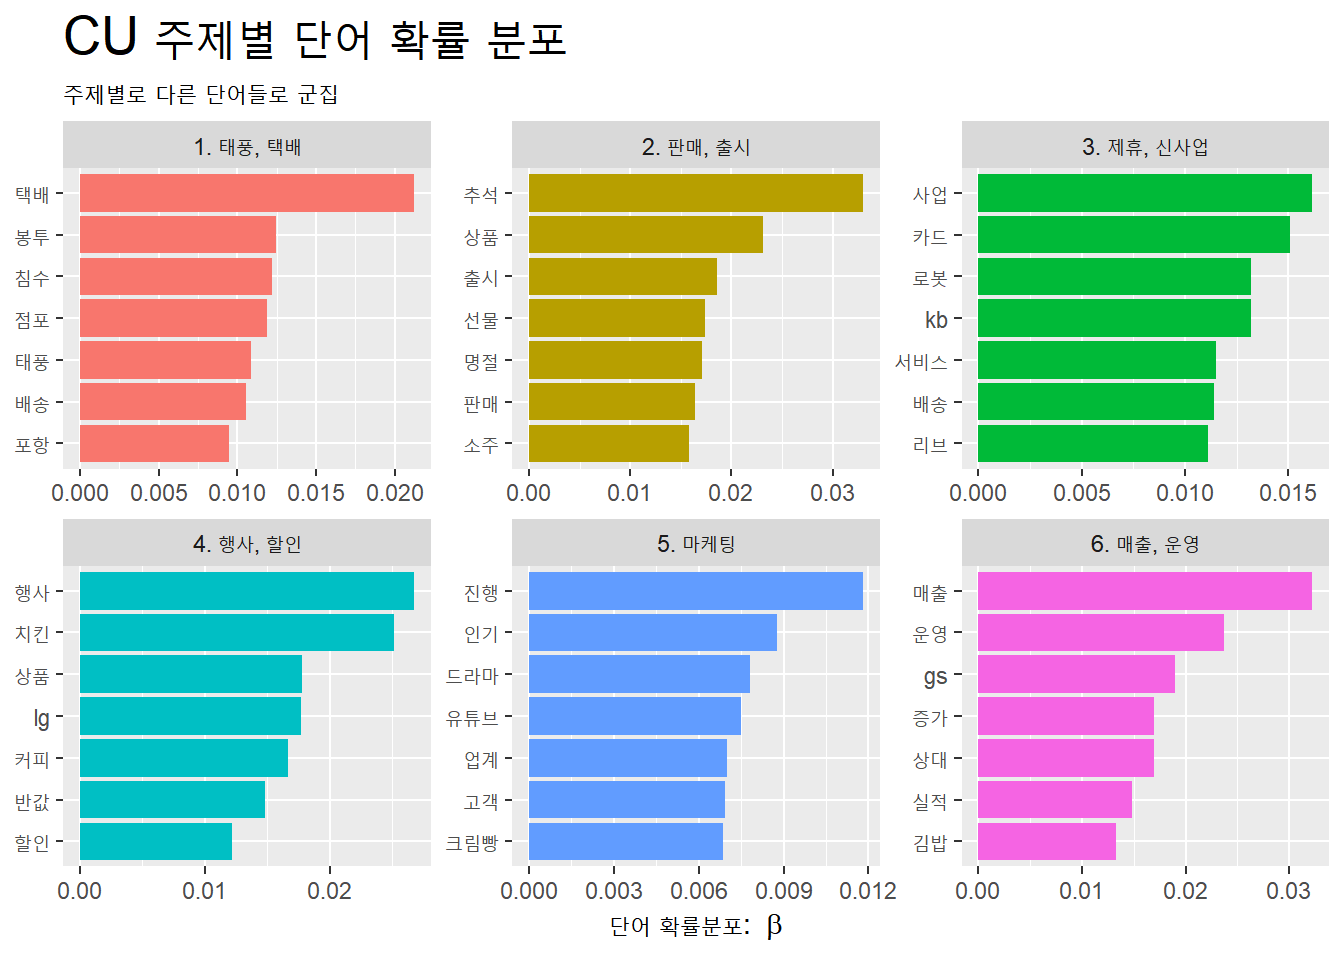 CU 주제별 단어 확률 분포
주제별로 다른 단어들로 군집
1. 태풍, 택배
택배
봉투
침수
점포
태풍
배송
포항
0.000 0.005 0.010 0.015 0.020
2. 판매, 출시
추석
상품
출시
선물
명절
판매
소주
0.00 0.01 0.02 0.03
3. 제휴, 신사업
사업
카드
로봇
kb
서비스
배송
리브
0.000 0.005 0.010 0.015
4. 행사, 할인
행사
치킨
상품
lg
커피
반값
할인
0.00 0.01 0.02
5. 마케팅
진행
인기
드라마
유튜브
업계
고객
크림빵
0.000 0.003 0.006 0.009 0.012
6. 매출, 운영
매출
운영
gs
증가
상대
실적
김밥
0.00 0.01 0.02 0.03
단어 확률분포: β